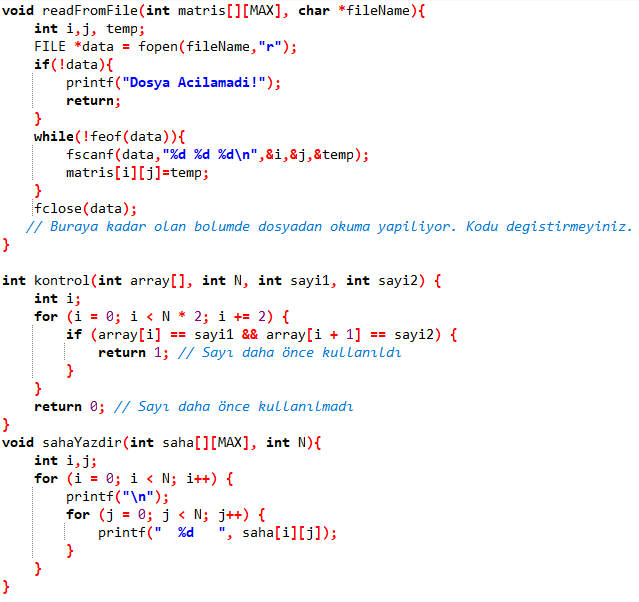 void readFromFile(int matris[][MAX], char *fileName){
    int i,j, temp;
    FILE *data = fopen(fileName,"r");
    if(!data){
        printf("Dosya Acilamadi!");
        return;
    }
    while(!feof(data)){
        fscanf(data,"%d %d %d\n",&i,&j,&temp);
        matris[i][j]=temp;
    }
    fclose(data);
   // Buraya kadar olan bolumde dosyadan okuma yapiliyor. Kodu degistirmeyiniz.
}

int kontrol(int array[], int N, int sayi1, int sayi2) {
    int i;
    for (i = 0; i < N * 2; i += 2) {
        if (array[i] == sayi1 && array[i + 1] == sayi2) {
            return 1; // Sayı daha önce kullanıldı
        }
    }
    return 0; // Sayı daha önce kullanılmadı
}
void sahaYazdir(int saha[][MAX], int N){
    int i,j;
    for (i = 0; i < N; i++) {
        printf("\n");
        for (j = 0; j < N; j++) {
            printf("  %d   ", saha[i][j]);
        }
    }
}